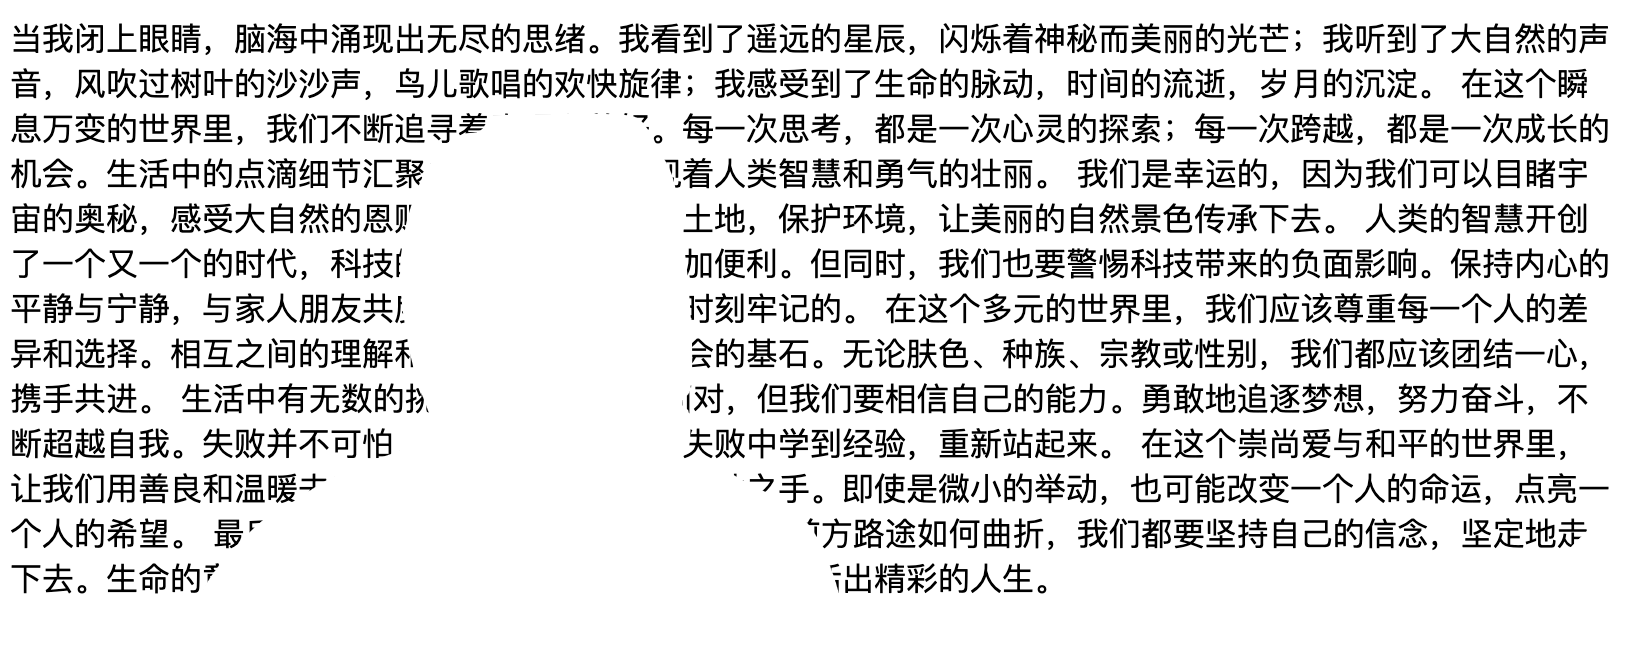 当我闭上眼睛，脑海中涌现出无尽的思绪。我看到了遥远的星辰，闪烁着神秘而美丽的光芒；我听到了大自然的声
音，风吹过树叶的沙沙声，鸟儿歌唱的欢快旋律；我感受到了生命的脉动，时间的流逝，岁月的沉淀。 在这个瞬
息万变的世界里，我们不断追寻着 。每一次思考，都是一次心灵的探索；每一次跨越，都是一次成长的
机会。生活中的点滴细节汇聚 着人类智慧和勇气的壮丽。 我们是幸运的，因为我们可以目睹宇
宙的奥秘，感受大自然的恩 土地，保护环境，让美丽的自然景色传承下去。 人类的智慧开创
了一个又一个的时代，科技 加便利。但同时，我们也要警惕科技带来的负面影响。保持内心的
平静与宁静，与家人朋友共 时刻牢记的。 在这个多元的世界里，我们应该尊重每一个人的差
异和选择。相互之间的理解 会的基石。无论肤色、种族、宗教或性别，我们都应该团结一心，
携手共进。 生活中有无数的 对，但我们要相信自己的能力。勇敢地追逐梦想，努力奋斗，不
断超越自我。失败并不可怕 失败中学到经验，重新站起来。 在这个崇尚爱与和平的世界里，
让我们用善良和温暖 之手。即使是微小的举动，也可能改变一个人的命运，点亮一
个人的希望。 最 方路途如何曲折，我们都要坚持自己的信念，坚定地走
下去。生命的 出精彩的人生。